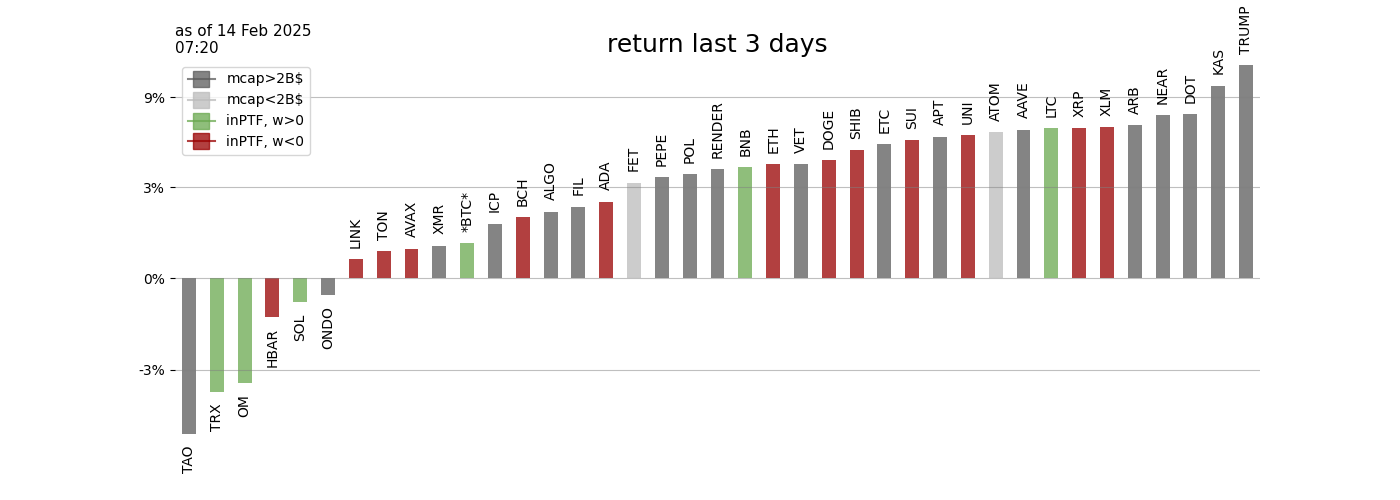 as of 14 Feb 2025
07:20
return last 3 days
mcap>2B$
mcap<2B$
inPTF, w>0
inPTF, w<0
9%
3%
0%
-3%
TAO
TRX
OM
HBAR
SOL
ONDO
LINK
TON
AVAX
XMR
*BTC*
ICP
BCH
ALGO
FIL
ADA
FET
PEPE
POL
RENDER
BNB
ETH
VET
DOGE
SHIB
ETC
SUI
APT
UNI
ATOM
AAVE
LTC
XRP
XLM
ARB
NEAR
DOT
KAS
TRUMP